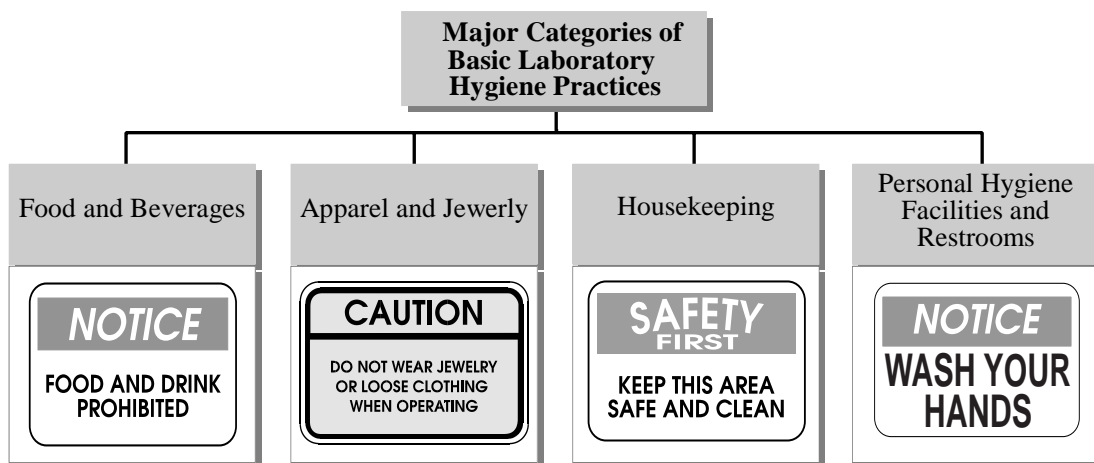 Major Categories of
Basic Laboratory
Hygiene Practices
Food and Beverages
Apparel and Jewerly
Housekeeping
Personal Hygiene
Facilities and
Restrooms
NOTICE
FOOD AND DRINK
PROHIBITED
CAUTION
DO NOT WEAR JEWELRY
OR LOOSE CLOTHING
WHEN OPERATING
SAFETY
FIRST
KEEP THIS AREA
SAFE AND CLEAN
NOTICE
WASH YOUR
HANDS